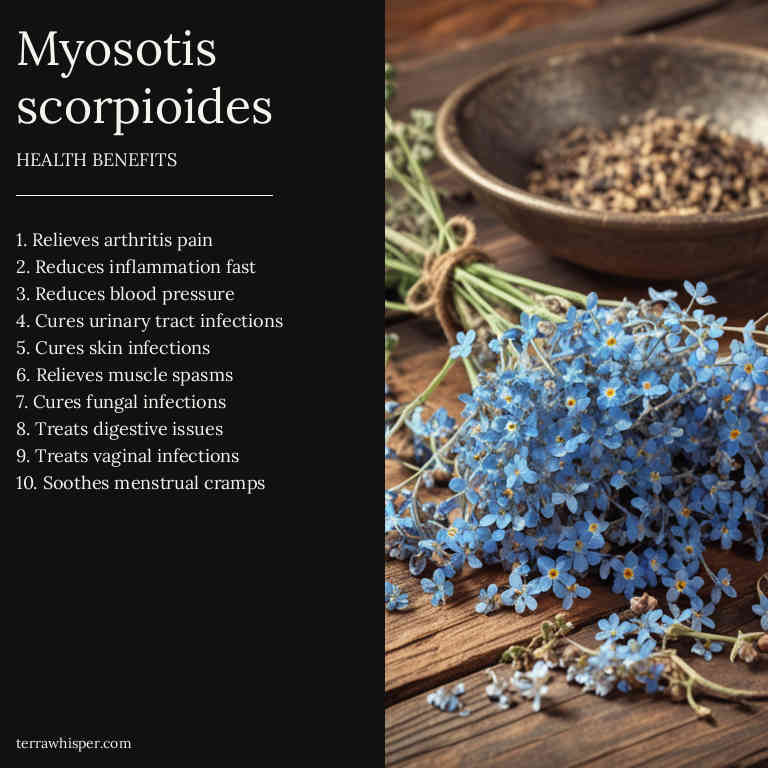 Myosotis
scorpioides
HEALTH BENEFITS
1. Relieves arthritis pain
2. Reduces inflammation fast
3. Reduces blood pressure
4. Cures urinary tract infections
5. Cures skin infections
6. Relieves muscle spasms
7. Cures fungal infections
8. Treats digestive issues
9. Treats vaginal infections
10. Soothes menstrual cramps
terrawhisper.com